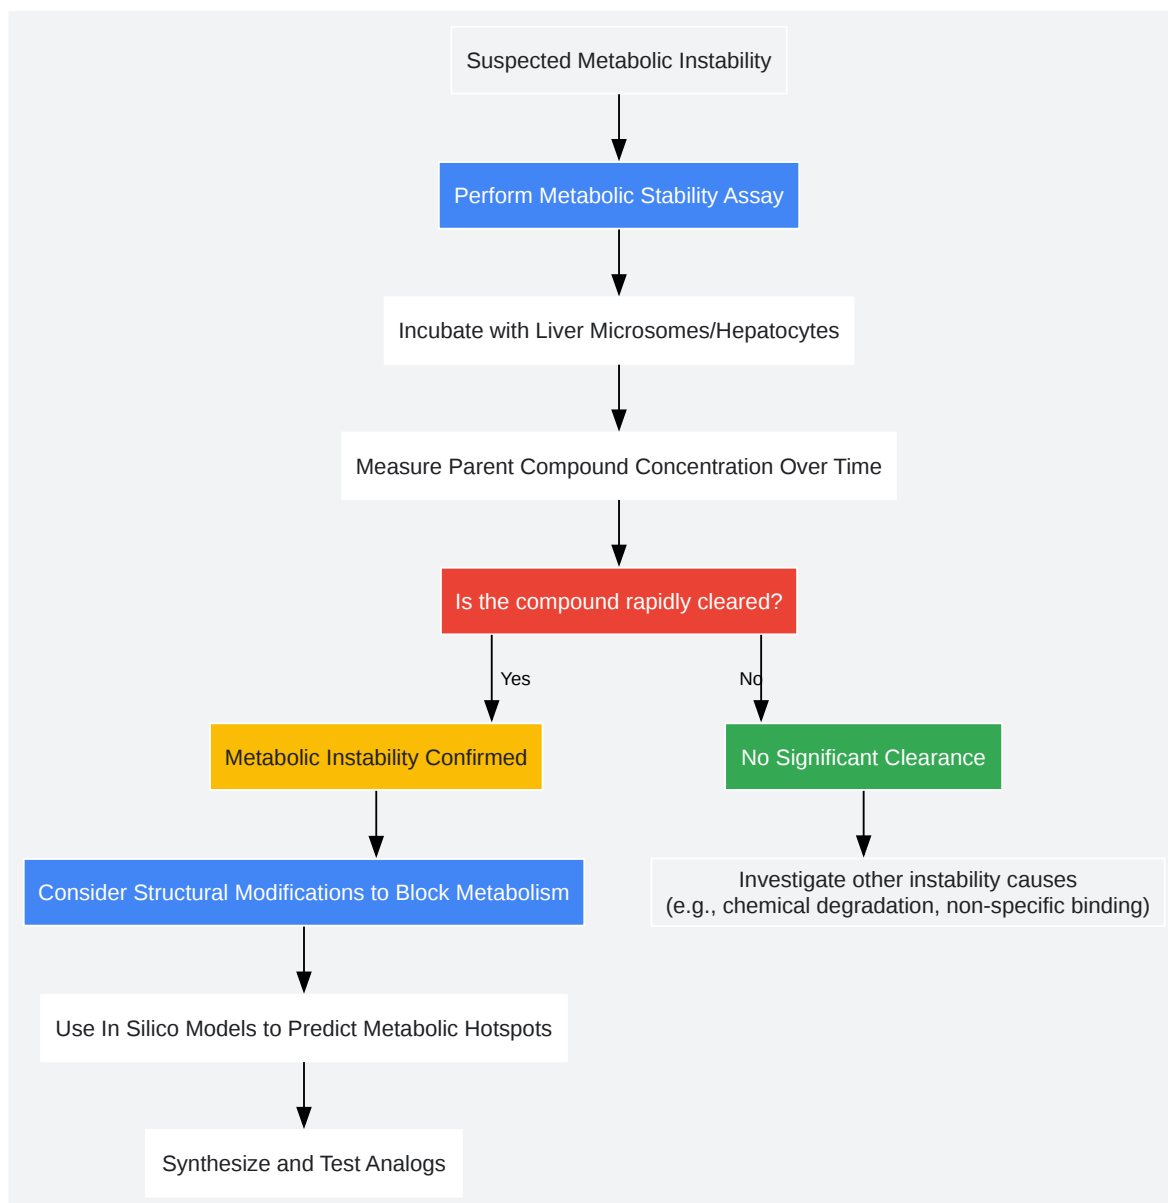 Suspected Metabolic Instability
Perform Metabolic Stability Assay
Incubate with Liver Microsomes/Hepatocytes
Measure Parent Compound Concentration Over Time
Is the compound rapidly cleared?
Yes
No
Metabolic Instability Confirmed
No Significant Clearance
Consider Structural Modifications to Block Metabolism
Investigate other instability causes
(e.g., chemical degradation, non-specific binding)
Use In Silico Models to Predict Metabolic Hotspots
Synthesize and Test Analogs